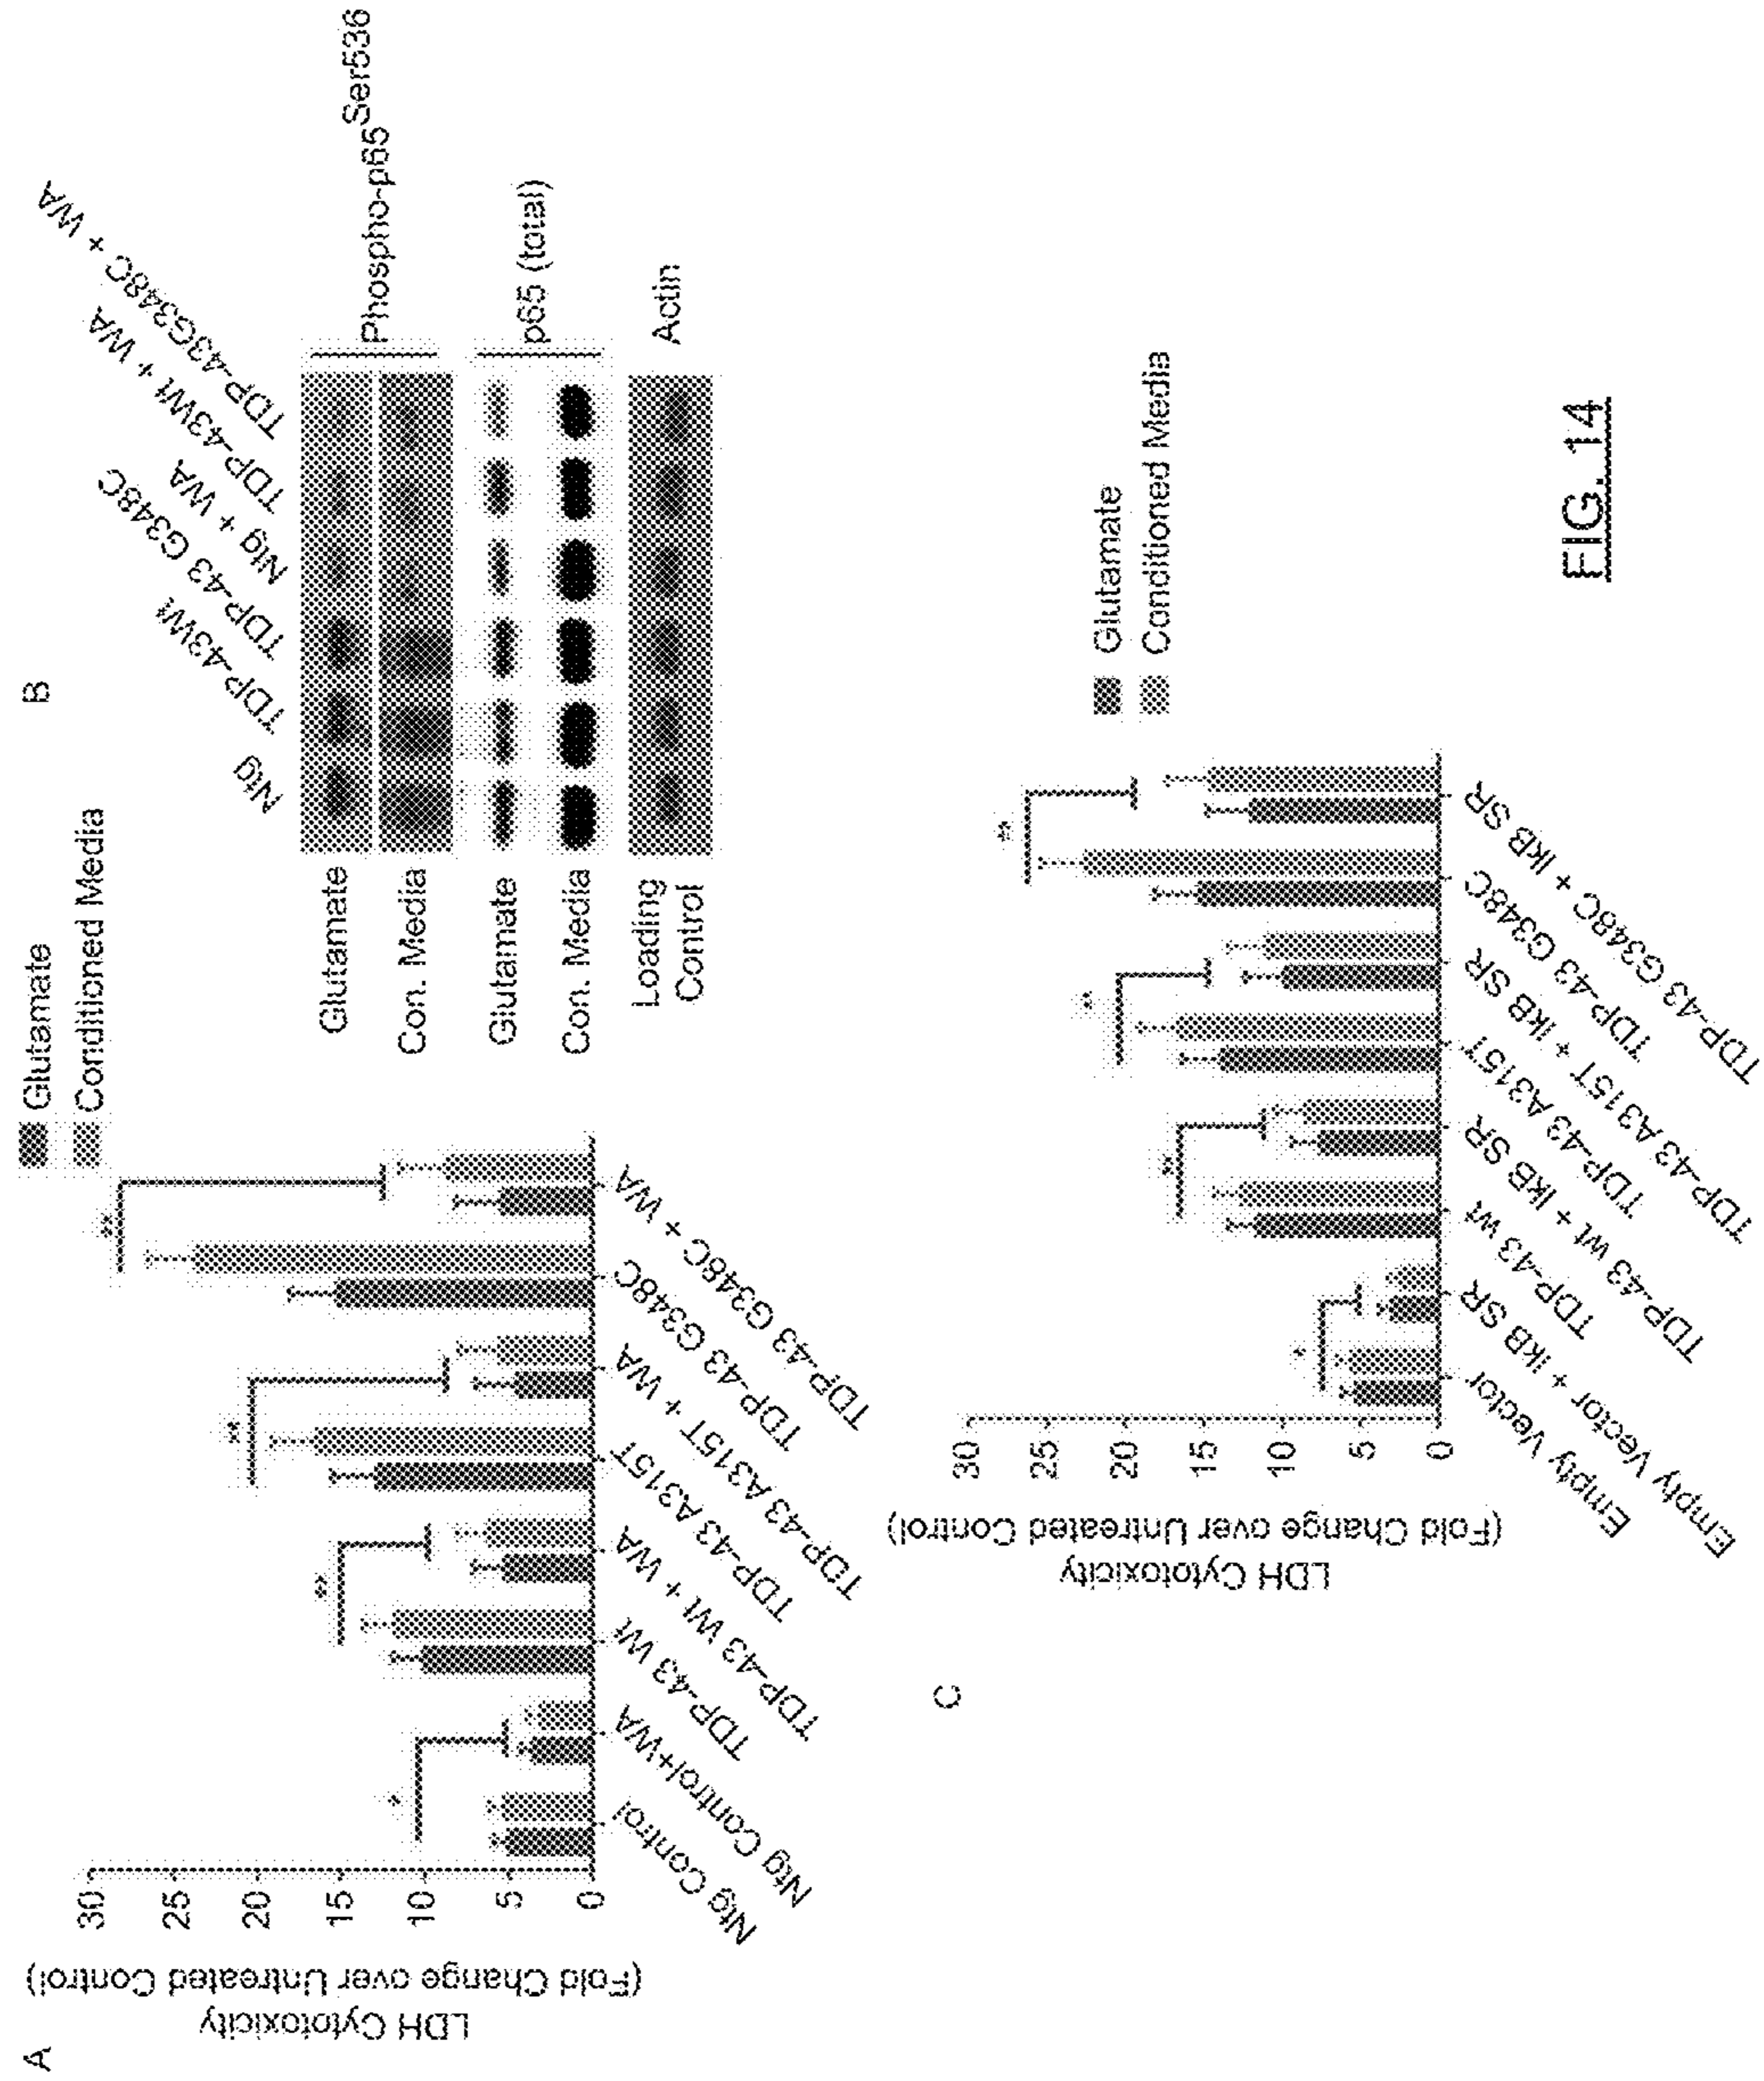 A
LDH Cytotoxicity
(Fold Change over Untreated Control)
30
25
20
15
10
5
0
Glutamate
Conditioned Media
Ntg Control
Ntg Control+WA
TDP-43 Wt
TDP-43 Wt + WA
TDP-43 A315T
TDP-43 A315T + WA
TDP-43 G348C
TDP-43 G348C + WA
*
**
**
**
B
Ntg
TDP-43Wt
TDP-43 G348C
Ntg + WA
TDP-43Wt + WA
TDP-43G348C + WA
Glutamate
Con. Media
Phospho-p65Ser536
Glutamate
Con. Media
p65 (total)
Loading
Control
Actin
C
LDH Cytotoxicity
(Fold Change over Untreated Control)
30
25
20
15
10
5
0
Glutamate
Conditioned Media
Empty Vector
Empty Vector + IkB SR
TDP-43 wt
TDP-43 wt + IkB SR
TDP-43 A315T
TDP-43 A315T + IkB SR
TDP-43 G348C
TDP-43 G348C + IkB SR
*
**
**
**
FIG. 14